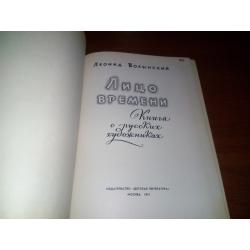 Леонид Волынский
Лицо
времени
Книга
о русских
художниках
ИЗДАТЕЛЬСТВО «ДЕТСКАЯ ЛИТЕРАТУРА»
МОСКВА